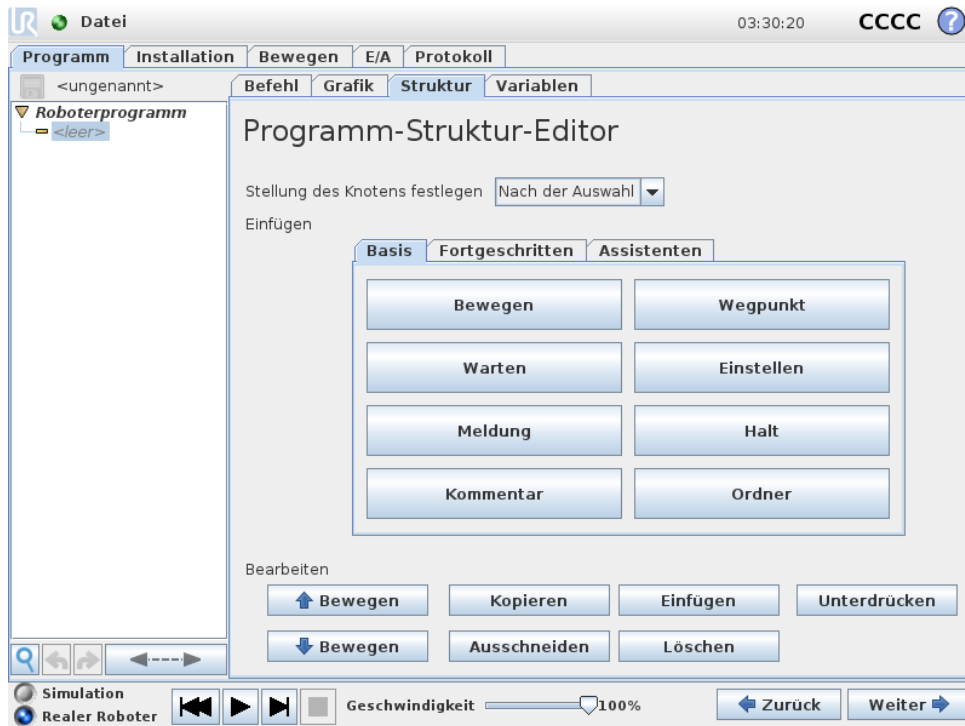 UR Datei 03:30:20 CCCC ?
Programm Installation Bewegen E/A Protokoll
<ungenannt> Befehl Grafik Struktur Variablen
Roboterprogramm
<leer>
Programm-Struktur-Editor
Stellung des Knotens festlegen Nach der Auswahl
Einfügen
Basis Fortgeschritten Assistenten
Bewegen Wegpunkt
Warten Einstellen
Meldung Halt
Kommentar Ordner
Bearbeiten
Bewegen Kopieren Einfügen Unterdrücken
Bewegen Ausschneiden Löschen
Simulation
Realer Roboter Geschwindigkeit 100% Zurück Weiter